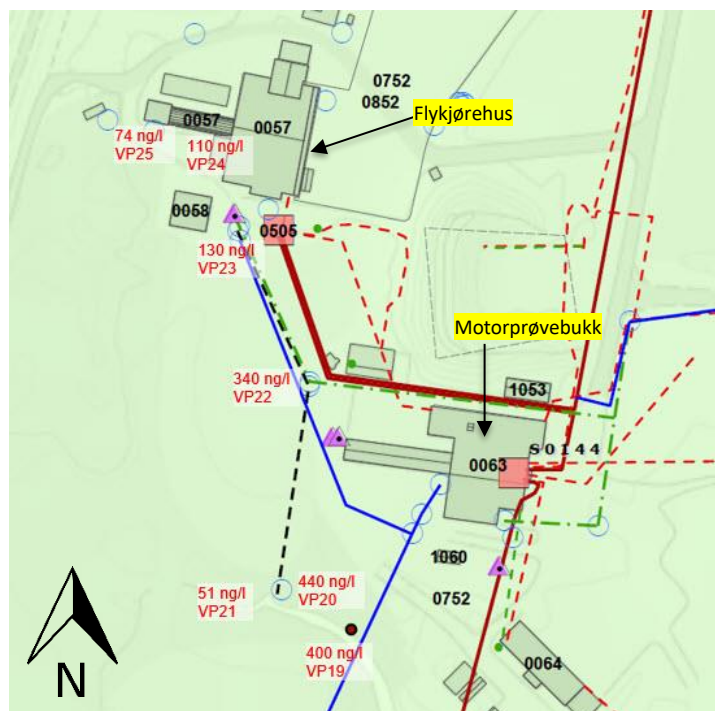 0752
0852
Flykjørehus
0057
0057
74 ng/l
VP25
110 ng/l
VP24
0058
0505
130 ng/l
VP23
Motorprøvebukk
340 ng/l
VP22
1053
S0144
0063
1060
0752
51 ng/l
VP21
440 ng/l
VP20
400 ng/l
VP19
0064
N